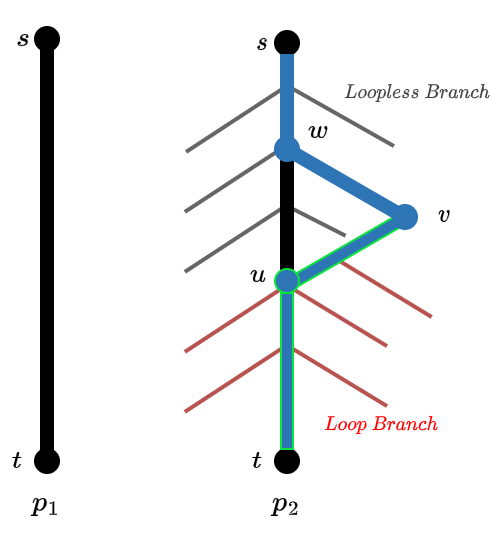 s
s
Loopless Branch
w
v
u
Loop Branch
t
t
p₁
p₂